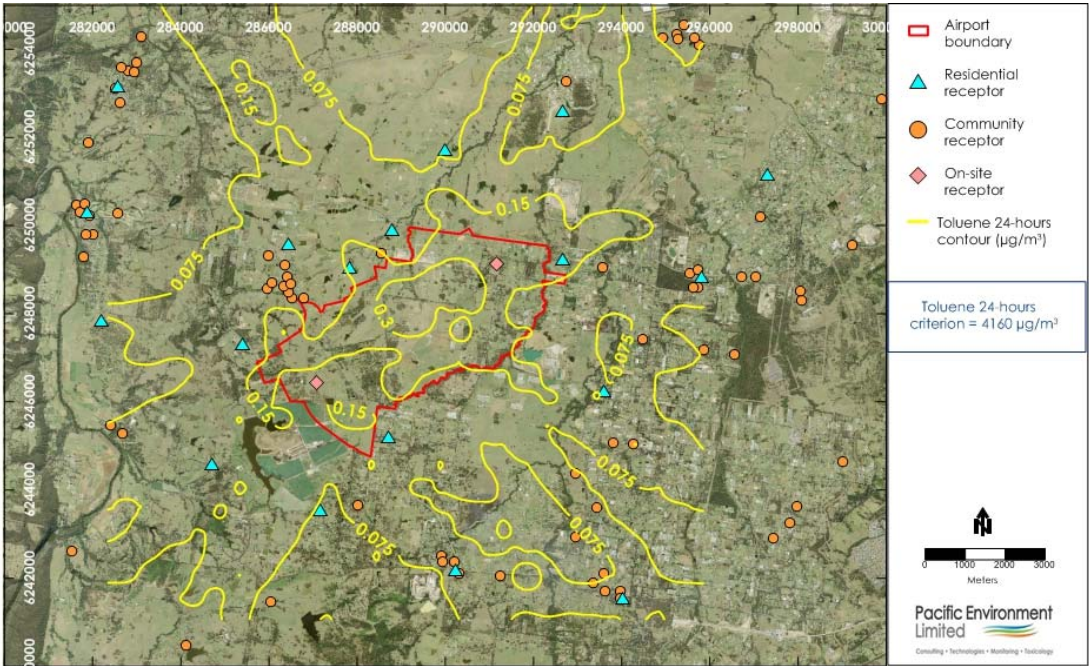 282000
284000
286000
288000
290000
292000
294000
296000
298000
6254000
6252000
6250000
6248000
6246000
6244000
6242000
0.15
0.075
0.075
0.075
0.15
0.075
0.3
0.075
0.15
0.15
0.075
0.075
0.075
Airport
boundary
Residential
receptor
Community
receptor
On-site
receptor
Toluene 24-hours
contour (µg/m³)
Toluene 24-hours
criterion = 4160 µg/m³
N
0 1000 2000 3000
Meters
Pacific Environment
Limited
Consulting • Technologies • Monitoring • Toxicology